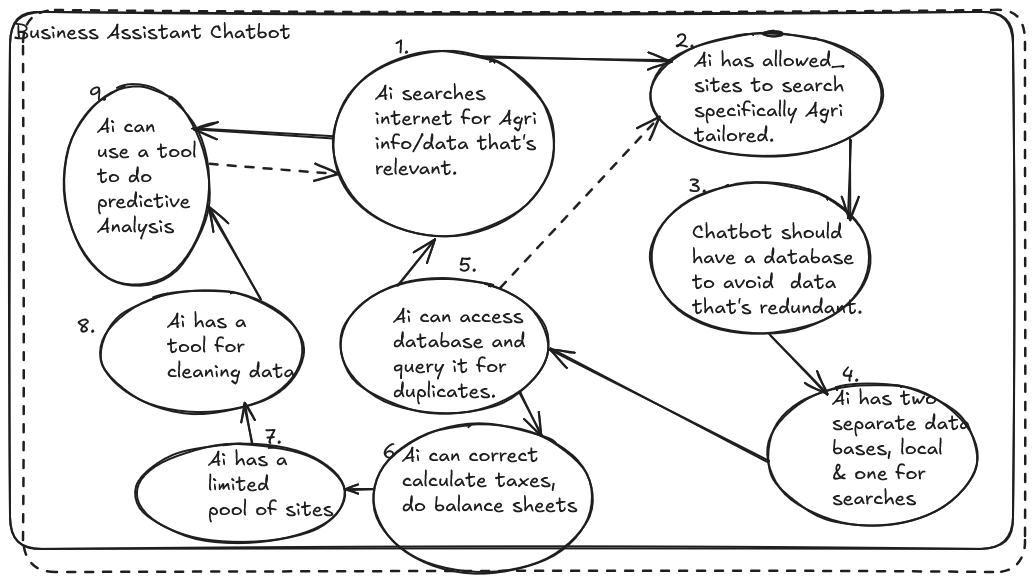 Business Assistant Chatbot
1.
Ai searches
internet for Agri
info/data that's
relevant.
2.
Ai has allowed_
sites to search
specifically Agri
tailored.
3.
Chatbot should
have a database
to avoid data
that's redundant.
4.
Ai has two
separate data
bases, local
& one for
searches
5.
Ai can access
database and
query it for
duplicates.
6
Ai can correct
calculate taxes,
do balance sheets
7.
Ai has a
limited
pool of sites
8.
Ai has a
tool for
cleaning data
9.
Ai can
use a tool
to do
predictive
Analysis